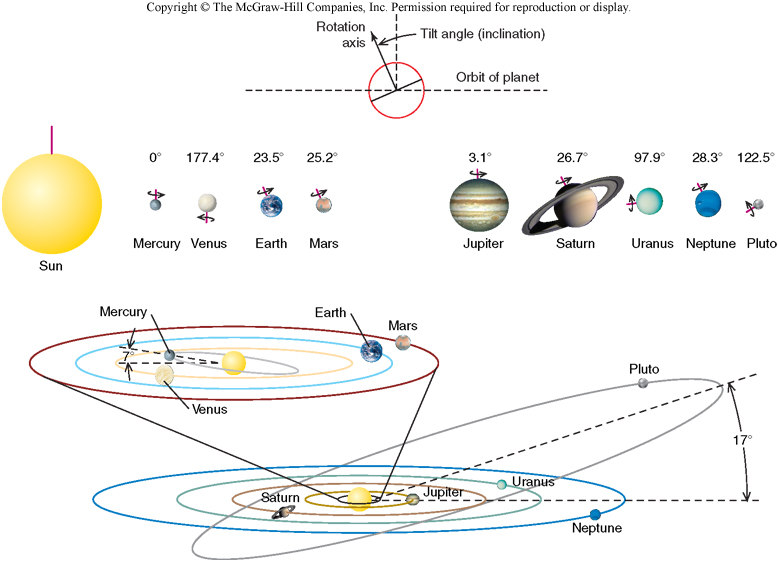 Copyright © The McGraw-Hill Companies, Inc. Permission required for reproduction or display.
Rotation
axis
Tilt angle (inclination)
Orbit of planet
0° 177.4° 23.5° 25.2° 3.1° 26.7° 97.9° 28.3° 122.5°
Mercury Venus Earth Mars Jupiter Saturn Uranus Neptune Pluto
Sun
Mercury
Earth
Mars
7°
Venus
Pluto
17°
Saturn
Jupiter
Uranus
Neptune